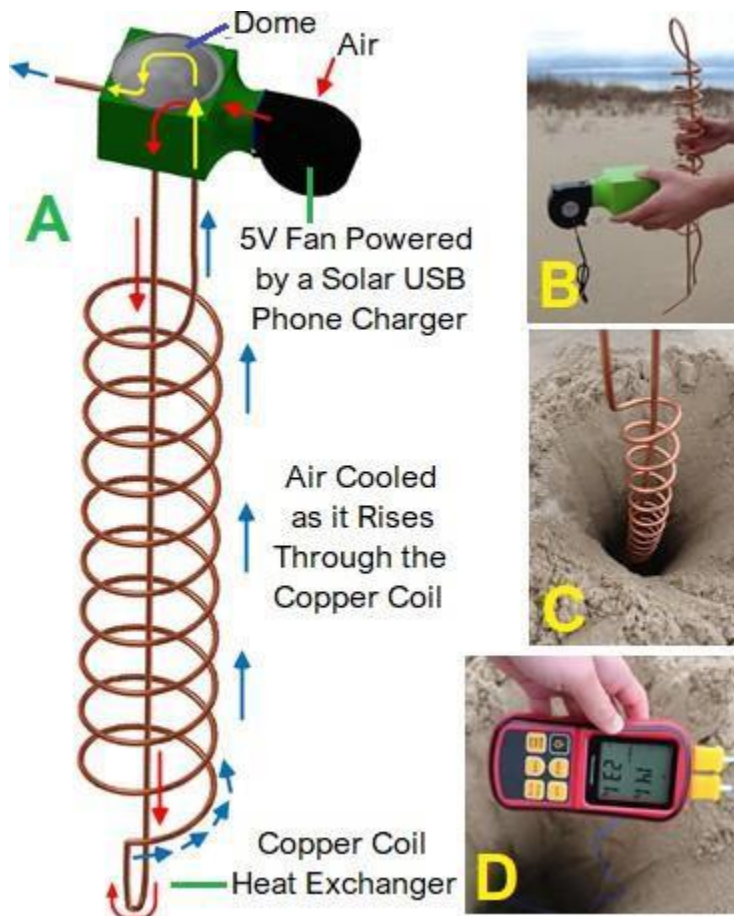 Dome
Air
A
5V Fan Powered
by a Solar USB
Phone Charger
Air Cooled
as it Rises
Through the
Copper Coil
Copper Coil
Heat Exchanger
B
C
D